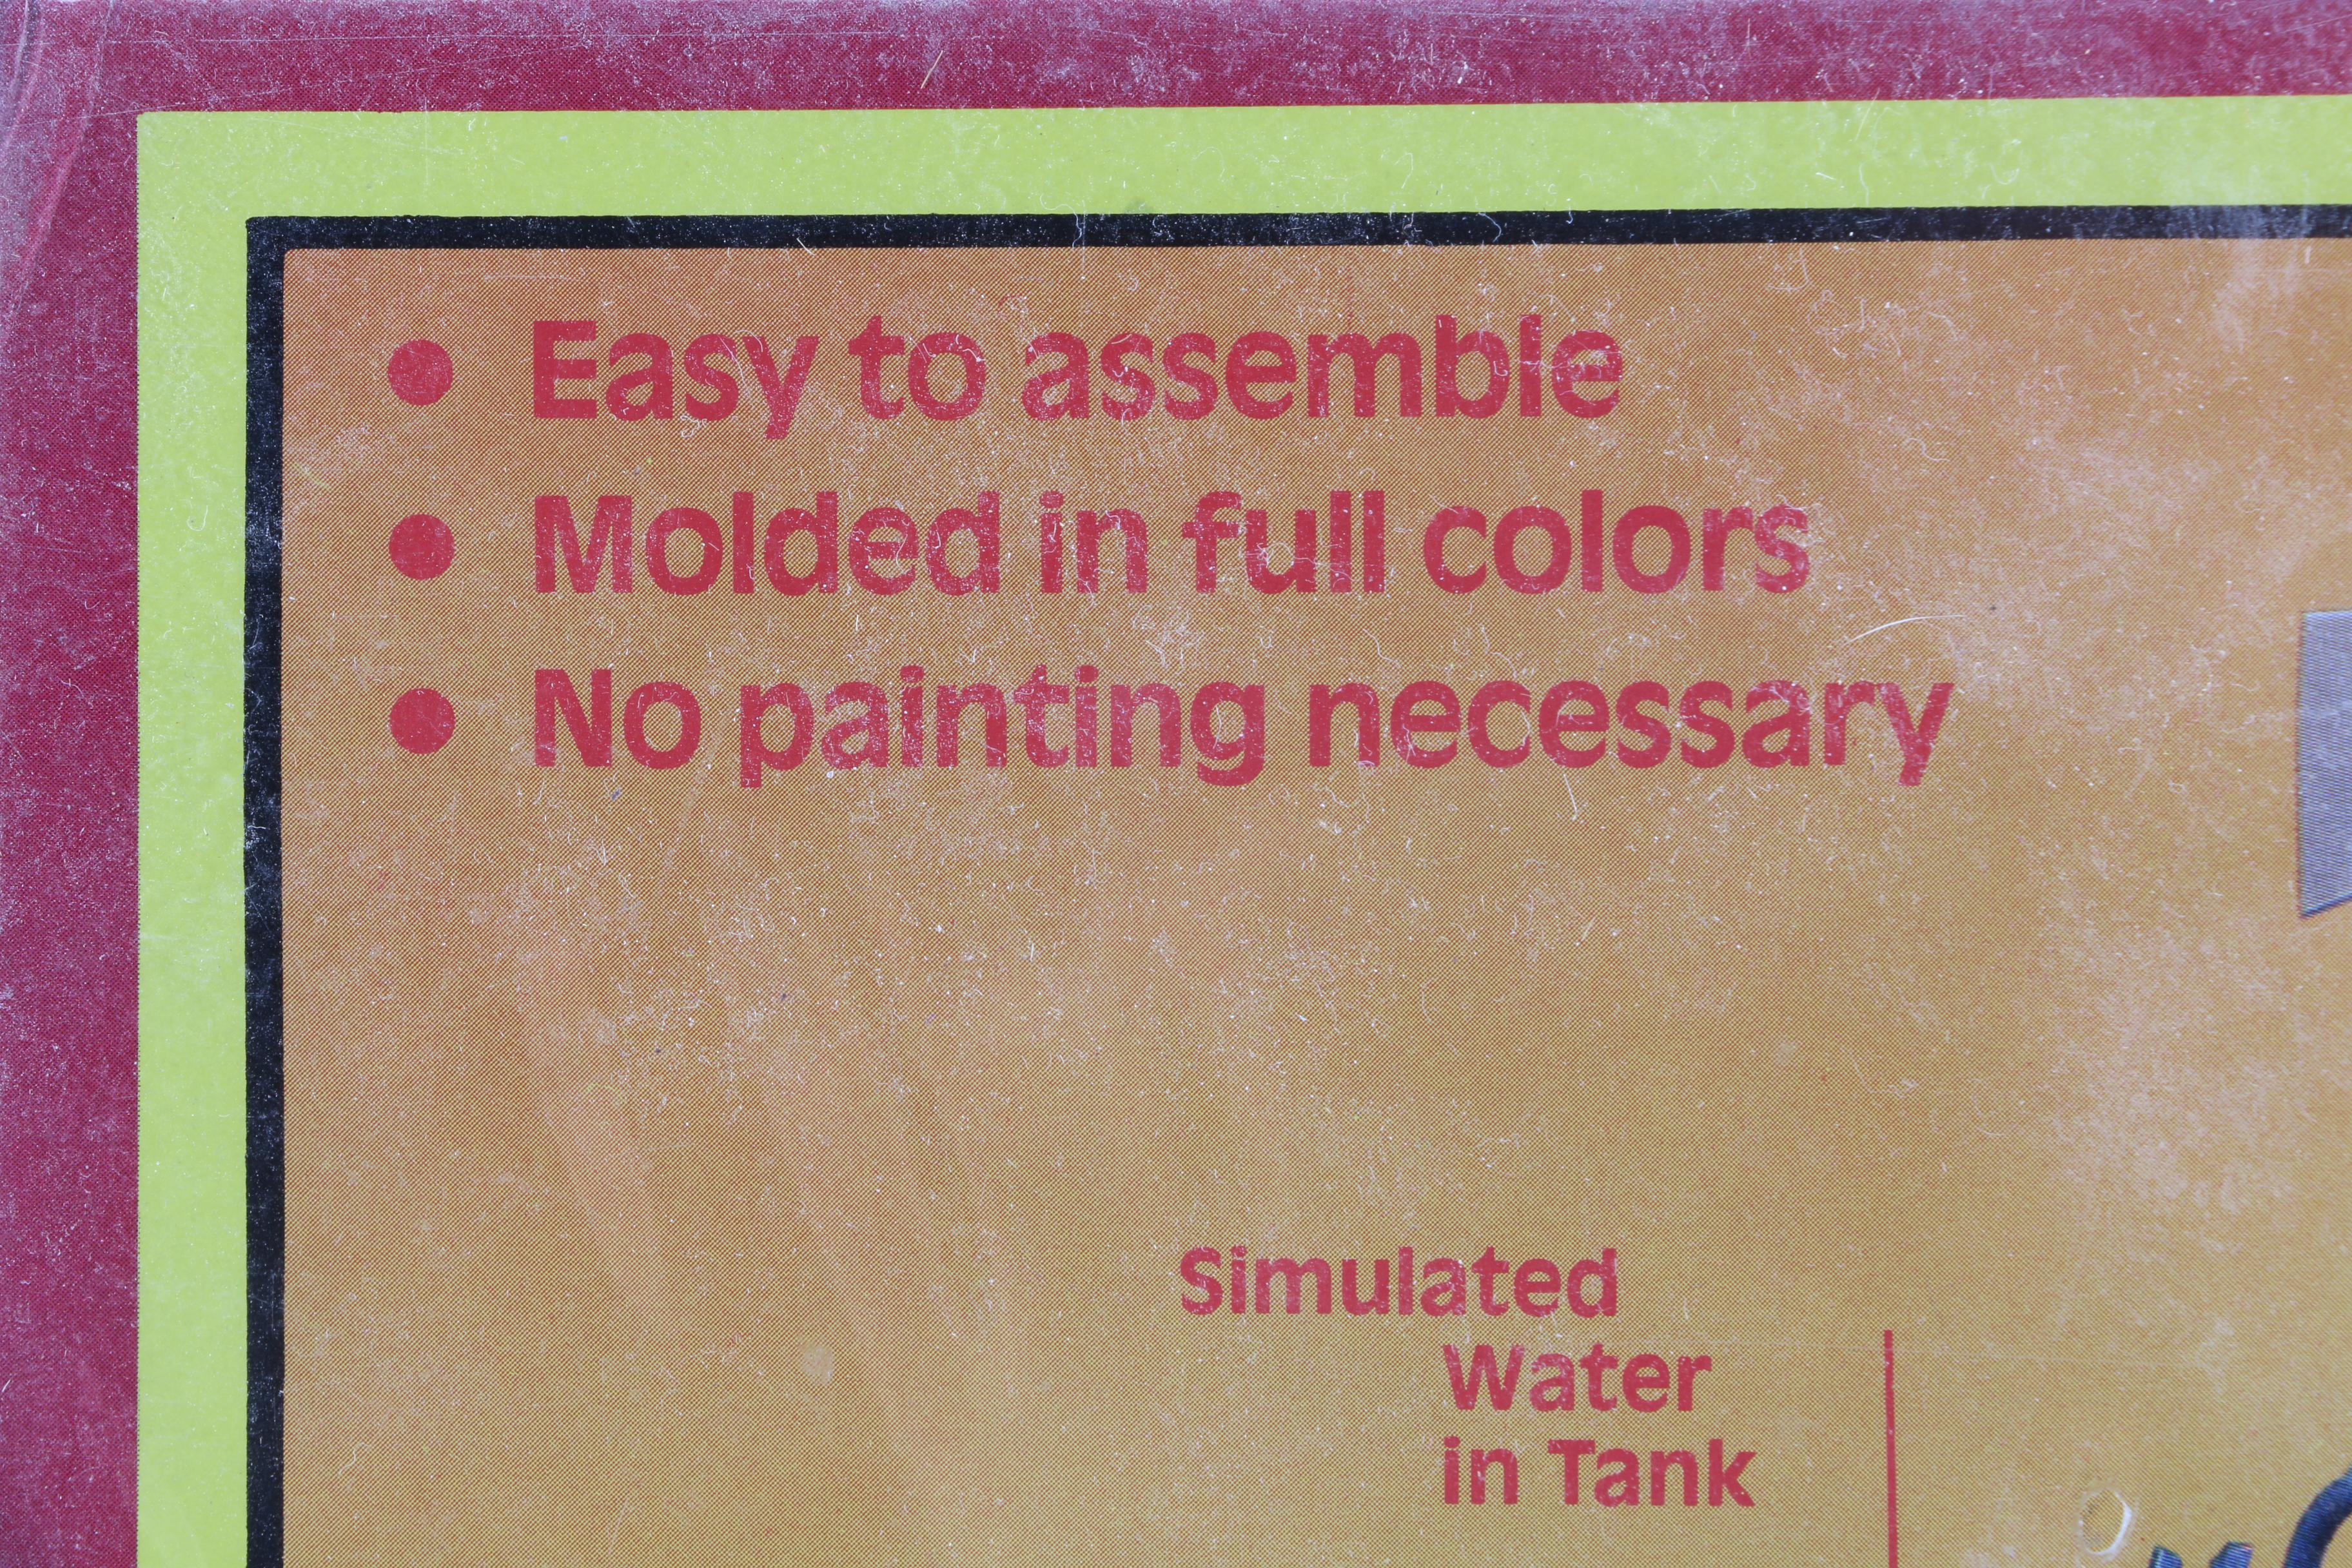 • Easy to assemble
• Molded in full colors
• No painting necessary
Simulated
Water
in Tank